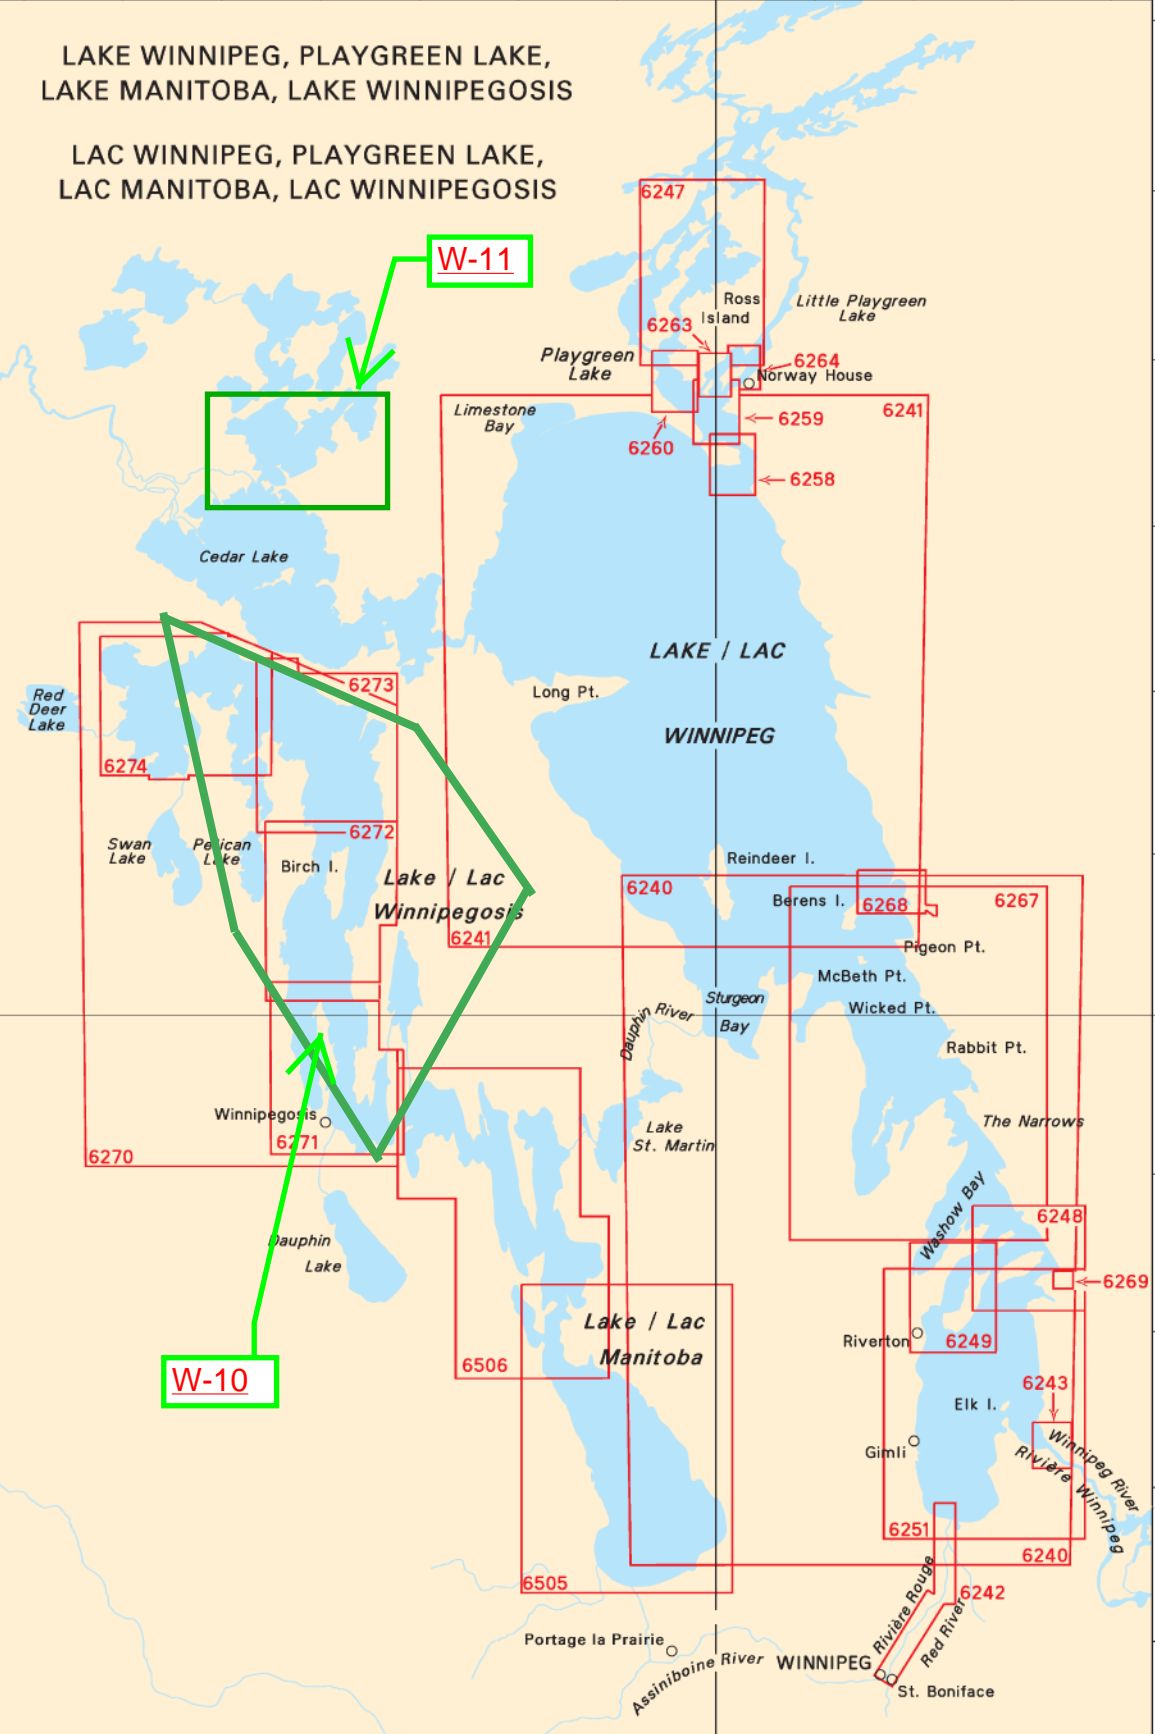 LAKE WINNIPEG, PLAYGREEN LAKE,
LAKE MANITOBA, LAKE WINNIPEGOSIS
LAC WINNIPEG, PLAYGREEN LAKE,
LAC MANITOBA, LAC WINNIPEGOSIS
W-11
6247
Ross
Island
Little Playgreen
Lake
6263
Playgreen
Lake
6264
Norway House
Limestone
Bay
6241
6259
6260
6258
Cedar Lake
LAKE / LAC
WINNIPEG
Long Pt.
Red
Deer
Lake
6273
6274
Swan
Lake
Pelican
Lake
6272
Birch I.
Lake / Lac
Winnipegosis
6241
Reindeer I.
6240
Berens I.
6268
6267
Pigeon Pt.
McBeth Pt.
Wicked Pt.
Sturgeon
Bay
Dauphin River
Rabbit Pt.
The Narrows
Lake
St. Martin
Winnipegosis
6271
6270
Washow Bay
6248
Dauphin
Lake
6269
Lake / Lac
Manitoba
Riverton
6249
6506
W-10
6243
Elk I.
Gimli
Winnipeg River
Rivière Winnipeg
6251
6240
6505
6242
Rivière Rouge
Red River
Portage la Prairie
Assiniboine River
WINNIPEG
St. Boniface